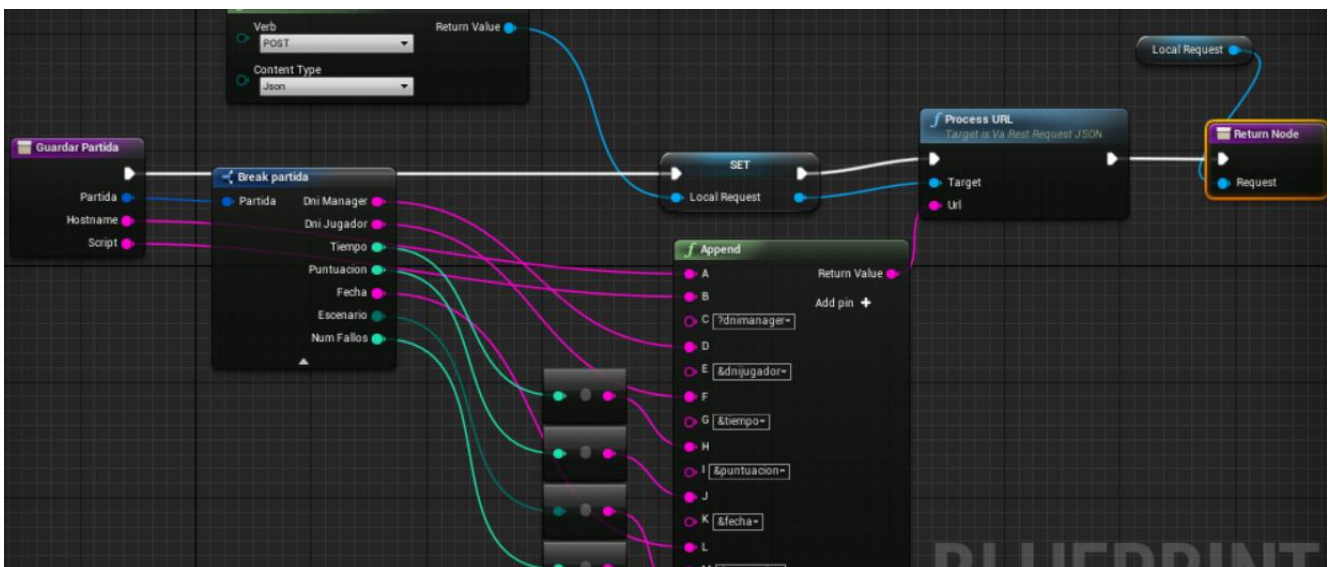 Verb
POST
Return Value
Content Type
Json
Local Request
Guardar Partida
Partida
Hostname
Script
Break partida
Partida
Dni Manager
Dni Jugador
Tiempo
Puntuacion
Fecha
Escenario
Num Fallos
SET
Local Request
f Process URL
Target is Va Rest Request JSON
Target
Url
Return Node
Request
f Append
A
Return Value
B
Add pin +
C ?dnimanager=
D
E &dnijugador=
F
G &tiempo=
H
I &puntuacion=
J
K &fecha=
L
BLUEPRINT